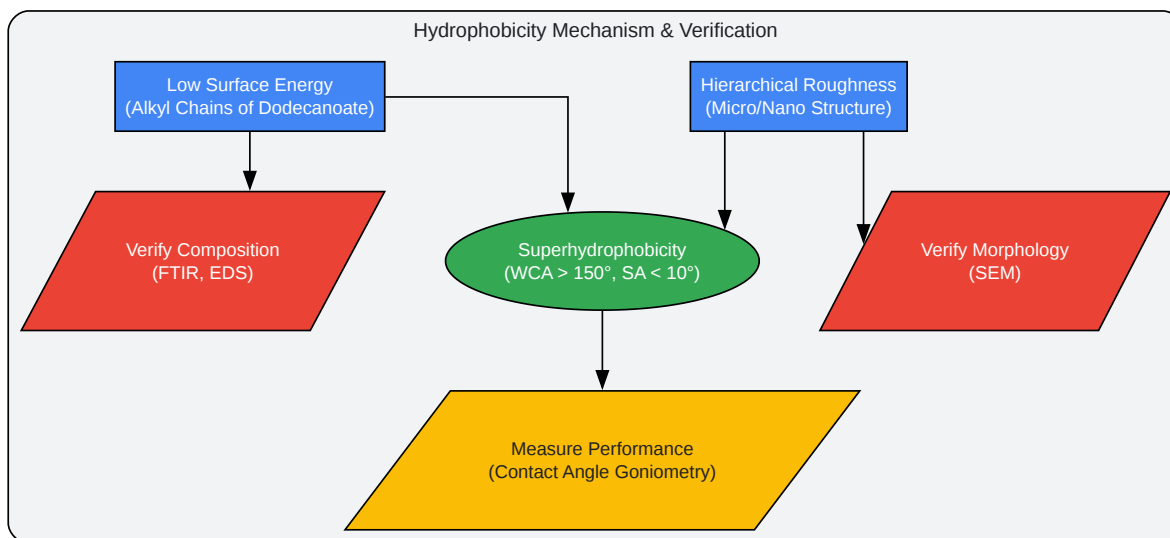 Hydrophobicity Mechanism & Verification
Low Surface Energy
(Alkyl Chains of Dodecanoate)
Hierarchical Roughness
(Micro/Nano Structure)
Verify Composition
(FTIR, EDS)
Superhydrophobicity
(WCA > 150°, SA < 10°)
Verify Morphology
(SEM)
Measure Performance
(Contact Angle Goniometry)